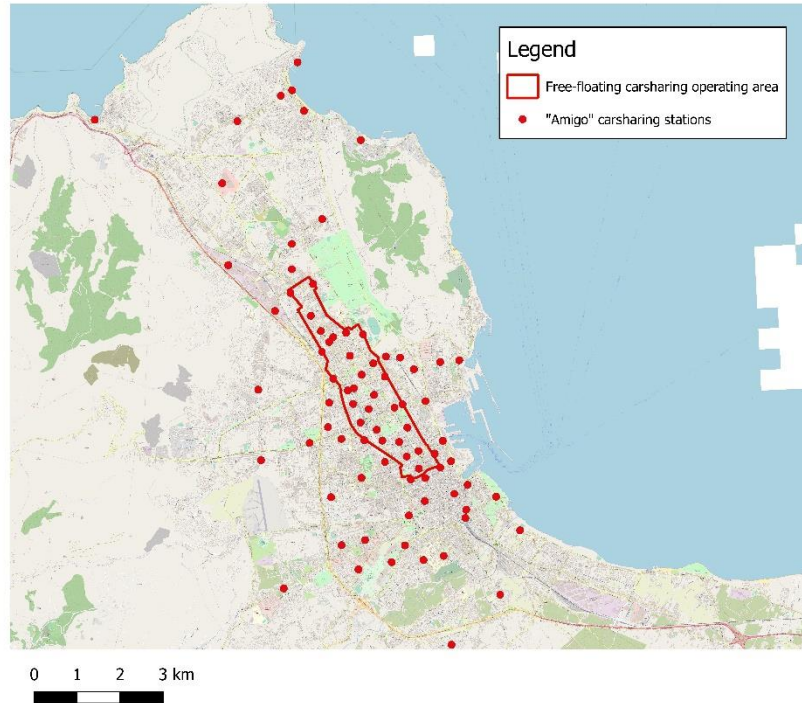 Legend
Free-floating carsharing operating area
"Amigo" carsharing stations
0 1 2 3 km